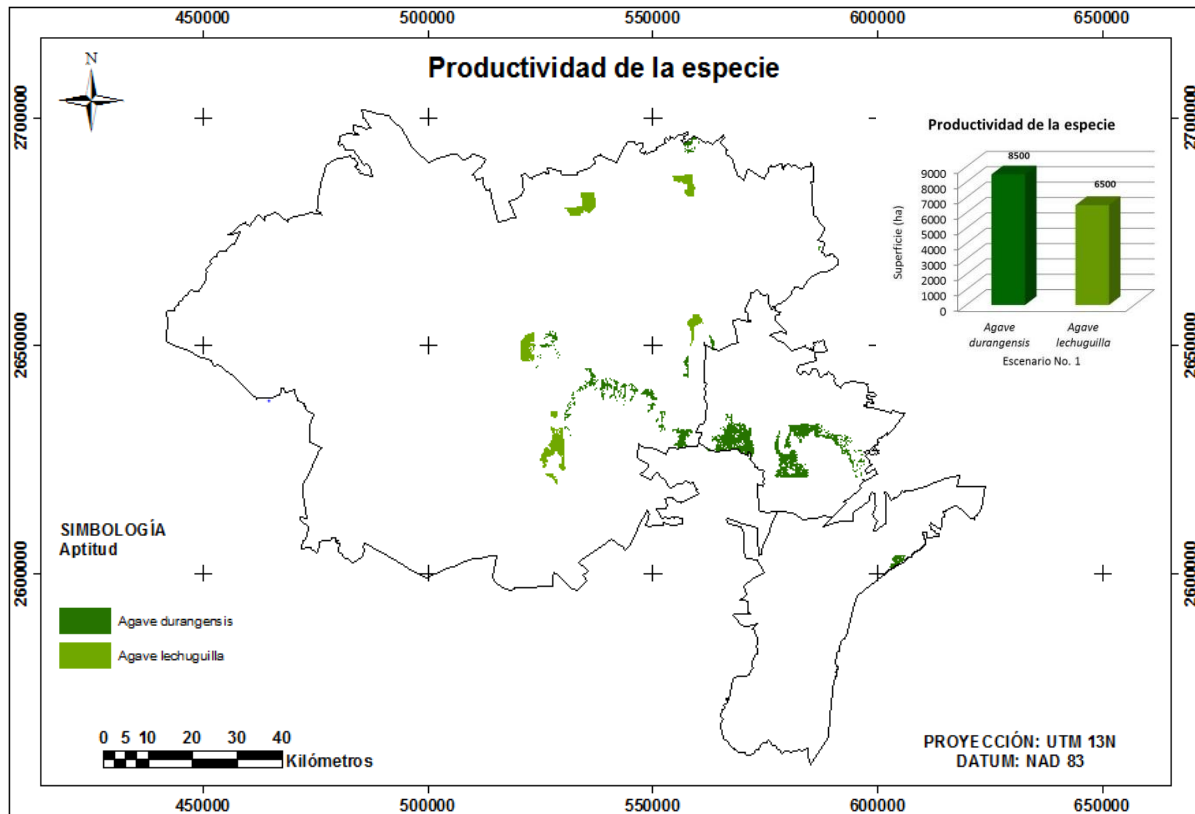 450000 500000 550000 600000 650000
N
Productividad de la especie
2700000 2700000
Productividad de la especie
8500
6500
9000
8000
7000
6000
5000
4000
3000
2000
1000
0
Superficie (ha)
Agave durangensis
Agave lechuguilla
Escenario No. 1
2650000 2650000
2600000 2600000
SIMBOLOGÍA
Aptitud
Agave durangensis
Agave lechuguilla
0 5 10 20 30 40
Kilómetros
PROYECCIÓN: UTM 13N
DATUM: NAD 83
450000 500000 550000 600000 650000